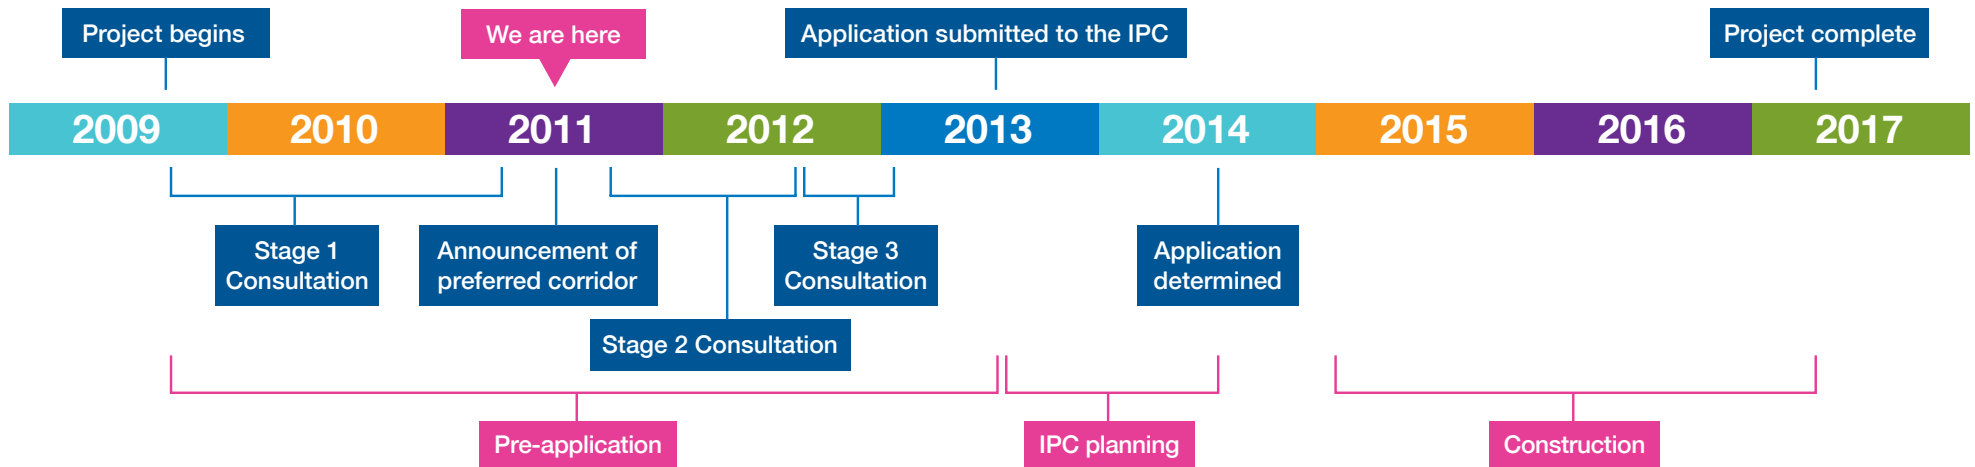 Project begins
We are here
Application submitted to the IPC
Project complete
2009
2010
2011
2012
2013
2014
2015
2016
2017
Stage 1
Consultation
Announcement of
preferred corridor
Stage 3
Consultation
Application
determined
Stage 2 Consultation
Pre-application
IPC planning
Construction